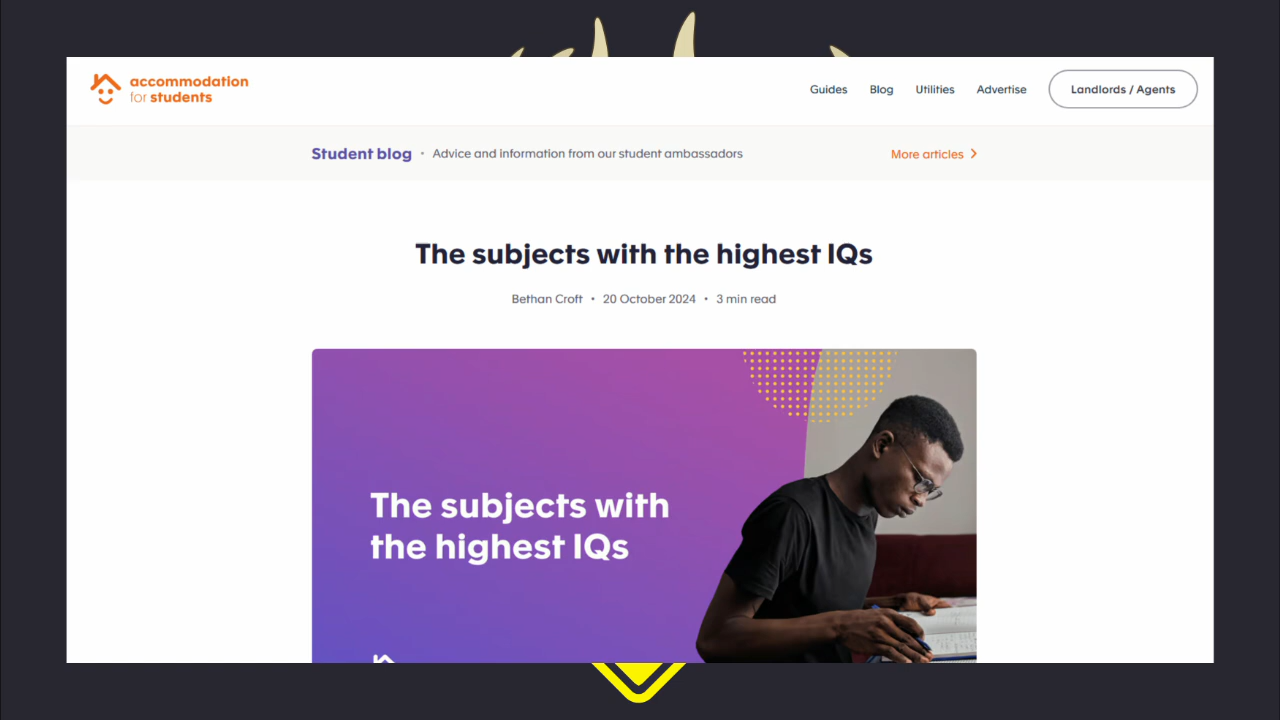 accommodation
for students
Guides
Blog
Utilities
Advertise
Landlords / Agents
Student blog • Advice and information from our student ambassadors
More articles
The subjects with the highest IQs
Bethan Croft • 20 October 2024 • 3 min read
The subjects with
the highest IQs